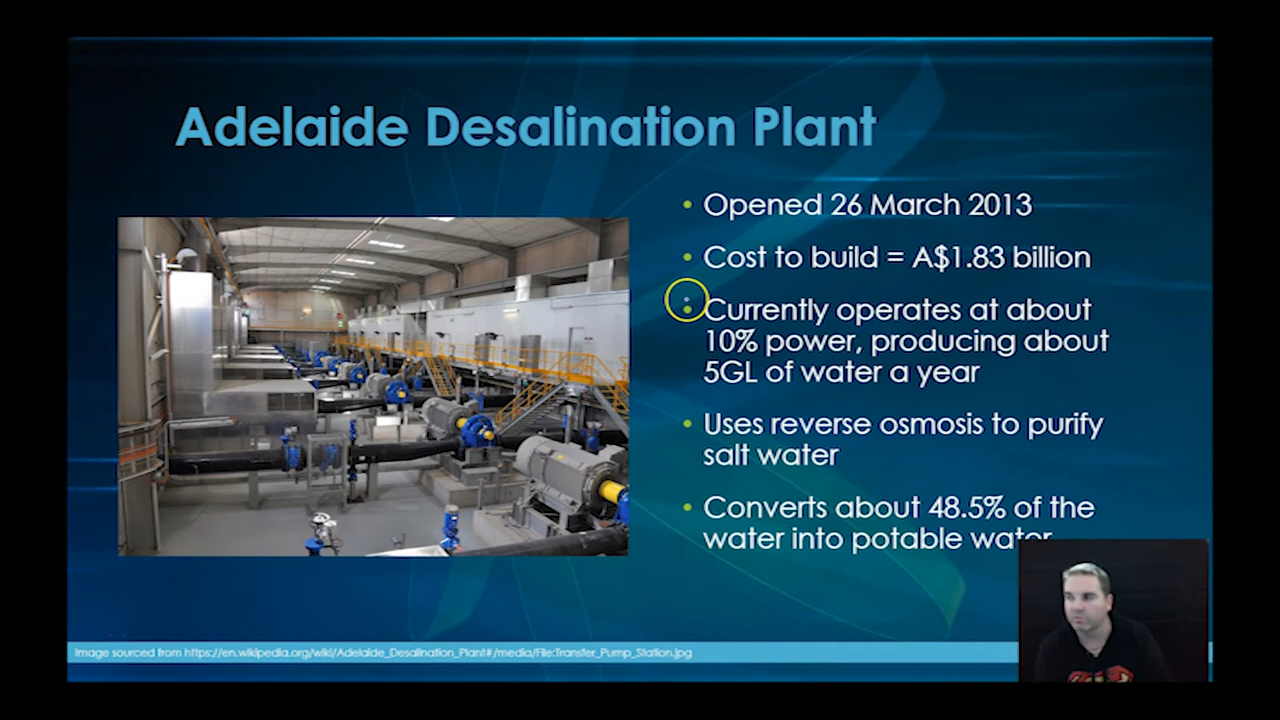 Adelaide Desalination Plant
• Opened 26 March 2013
• Cost to build = A$1.83 billion
• Currently operates at about
10% power, producing about
5GL of water a year
• Uses reverse osmosis to purify
salt water
• Converts about 48.5% of the
water into potable water
Image sourced from https://en.wikipedia.org/wiki/Adelaide_Desalination_Plant#/media/File:Transfer_Pump_Station.jpg